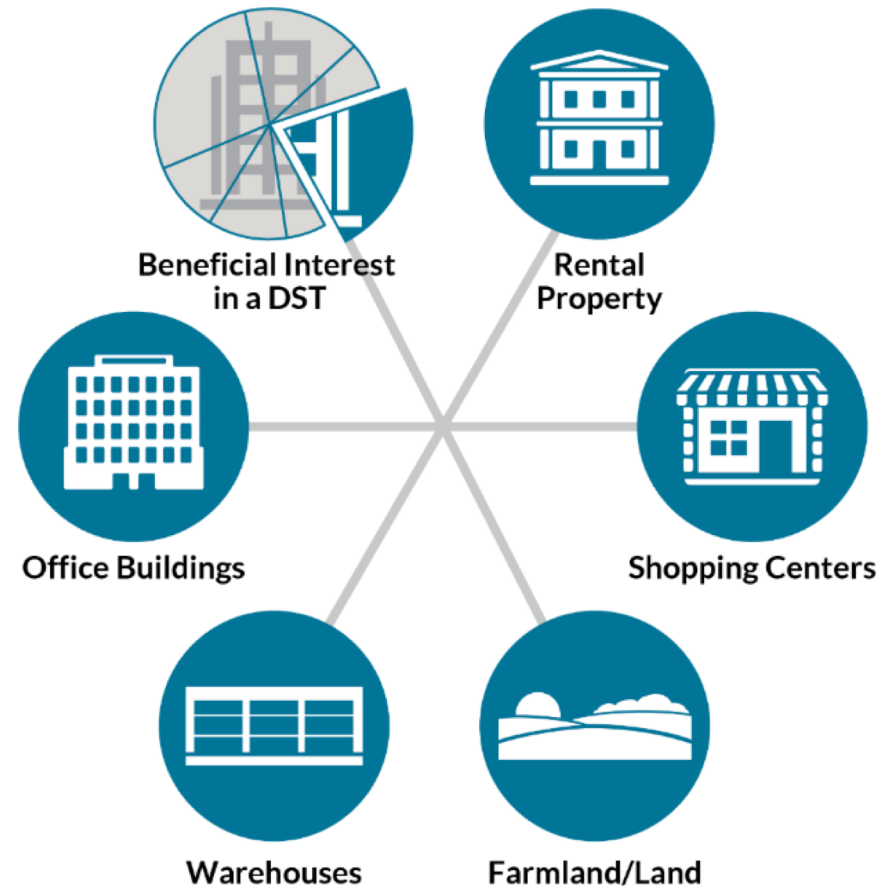 Beneficial Interest
in a DST
Rental
Property
Office Buildings
Shopping Centers
Warehouses
Farmland/Land